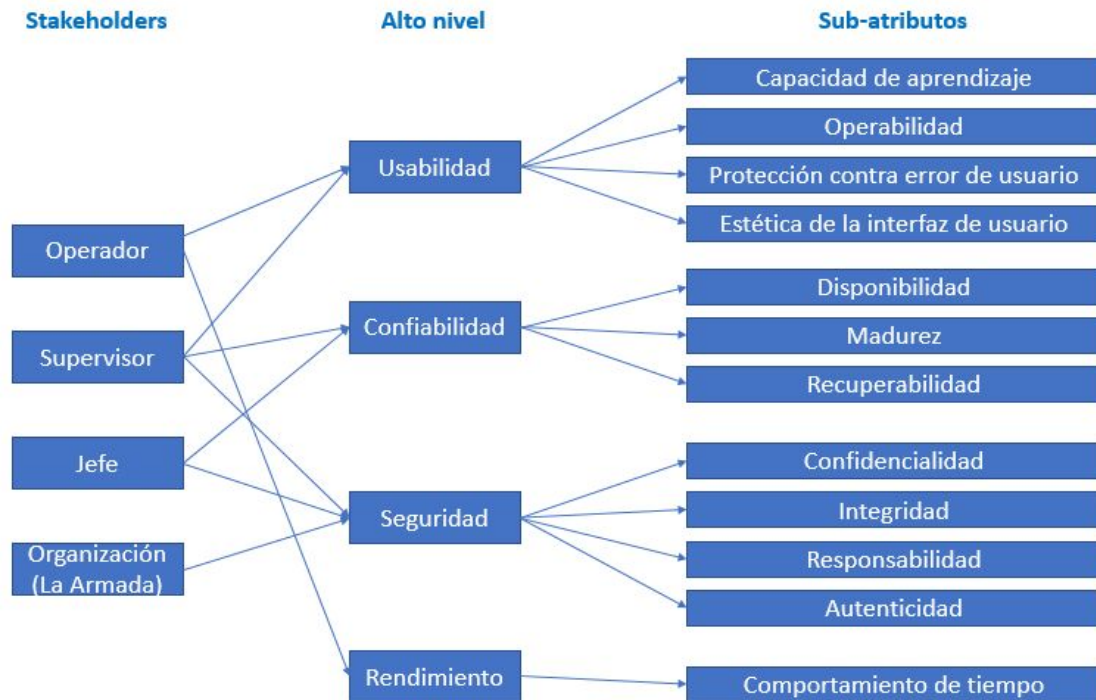 Stakeholders
Alto nivel
Sub-atributos
Operador
Supervisor
Jefe
Organización
(La Armada)
Usabilidad
Confiabilidad
Seguridad
Rendimiento
Capacidad de aprendizaje
Operabilidad
Protección contra error de usuario
Estética de la interfaz de usuario
Disponibilidad
Madurez
Recuperabilidad
Confidencialidad
Integridad
Responsabilidad
Autenticidad
Comportamiento de tiempo